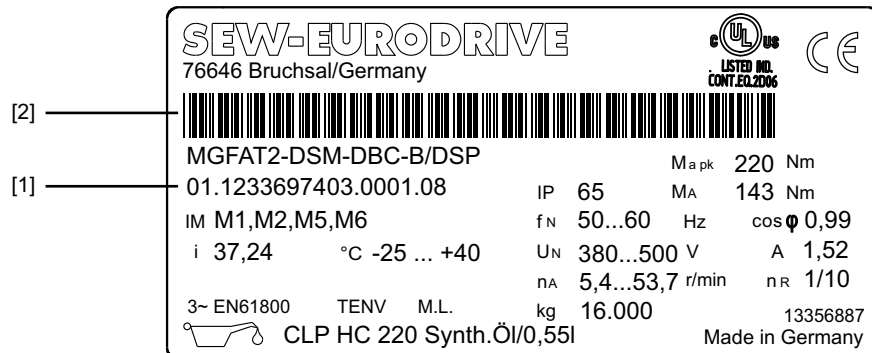 SEW-EURODRIVE
76646 Bruchsal/Germany
c UL us
LISTED IND.
CONT.EQ.2D06
CE
[2]
MGFAT2-DSM-DBC-B/DSP
Ma pk 220 Nm
[1]
01.1233697403.0001.08
IP 65
MA 143 Nm
IM M1,M2,M5,M6
fN 50...60 Hz
cos φ 0,99
i 37,24
°C -25 ... +40
UN 380...500 V
A 1,52
nA 5,4...53,7 r/min
nR 1/10
3~ EN61800 TENV M.L.
kg 16.000
13356887
CLP HC 220 Synth.Öl/0,55l
Made in Germany